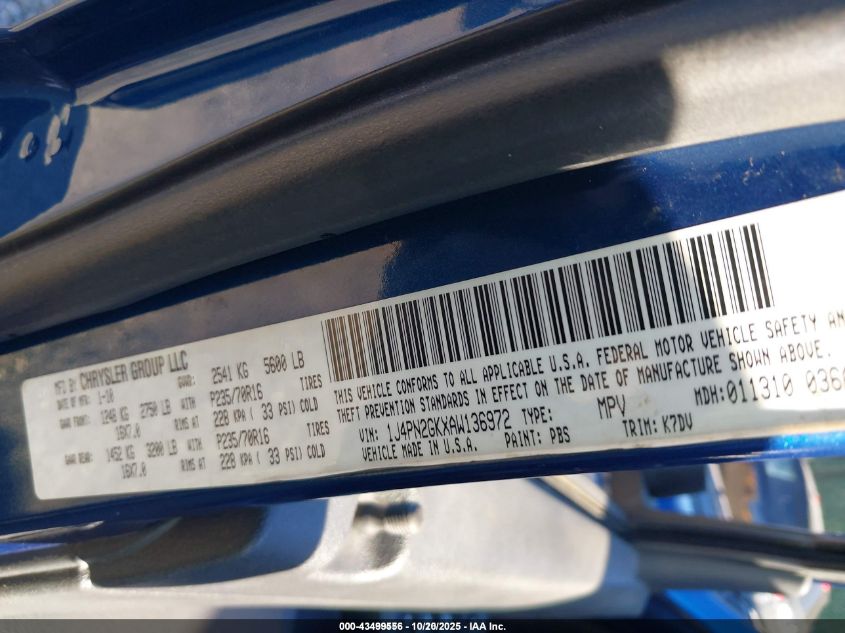 MFD BY CHRYSLER GROUP LLC
DATE OF MFR: 1-10 GVWR: 2541 KG 5600 LB
GAWR FRONT: 1248 KG 2750 LB WITH P235/70R16 TIRES
16X7.0 RIMS AT 228 KPA ( 33 PSI) COLD
GAWR REAR: 1452 KG 3200 LB WITH P235/70R16 TIRES
16X7.0 RIMS AT 228 KPA ( 33 PSI) COLD
THIS VEHICLE CONFORMS TO ALL APPLICABLE U.S.A. FEDERAL MOTOR VEHICLE SAFETY AN
THEFT PREVENTION STANDARDS IN EFFECT ON THE DATE OF MANUFACTURE SHOWN ABOVE.
VIN: 1J4PN2GKXAW136972 TYPE: MPV MDH: 011310 036
VEHICLE MADE IN U.S.A. PAINT: PBS TRIM: K7DV
000-43499556 - 10/20/2025 - IAA Inc.